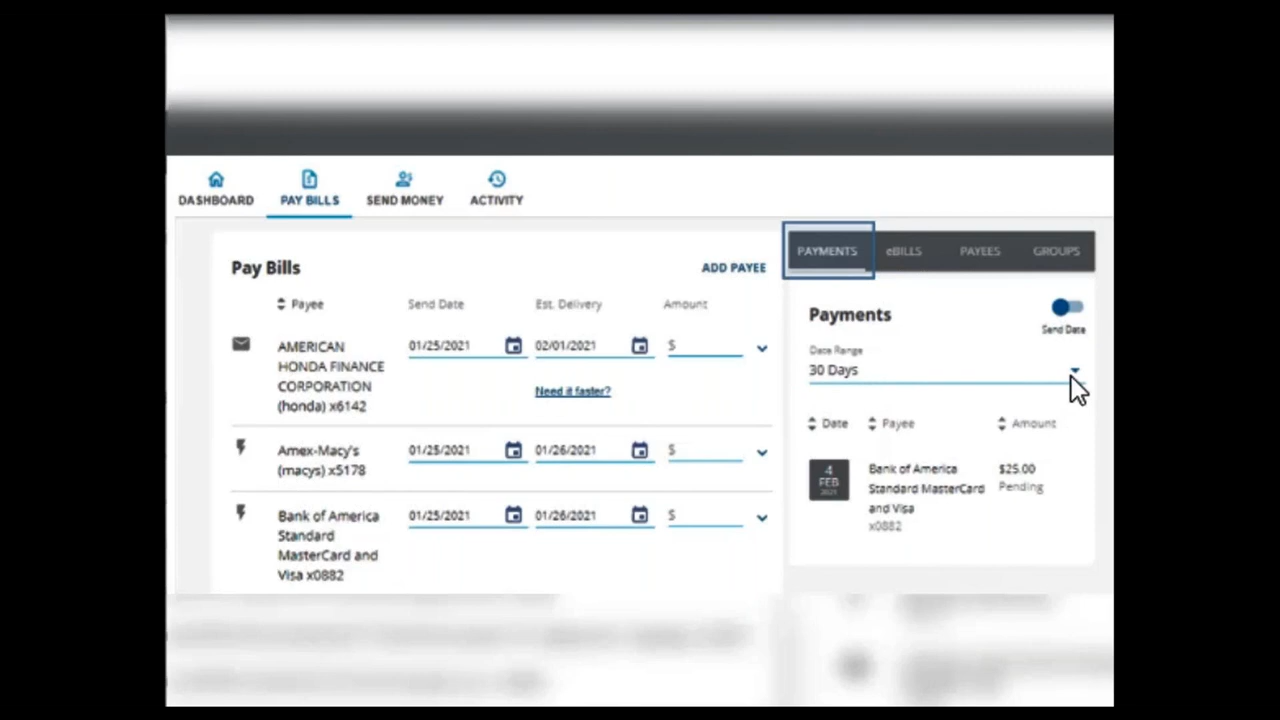 DASHBOARD
PAY BILLS
SEND MONEY
ACTIVITY
Pay Bills
ADD PAYEE
Payee
Send Date
Est. Delivery
Amount
AMERICAN
HONDA FINANCE
CORPORATION
(honda) x6142
01/25/2021
02/01/2021
$
Need it faster?
Amex-Macy's
(macys) x5178
01/25/2021
01/26/2021
$
Bank of America
Standard
MasterCard and
Visa x0882
01/25/2021
01/26/2021
$
PAYMENTS
eBILLS
PAYEES
GROUPS
Payments
Send Date
Date Range
30 Days
Date
Payee
Amount
4
FEB
2021
Bank of America
Standard MasterCard
and Visa
x0882
$25.00
Pending